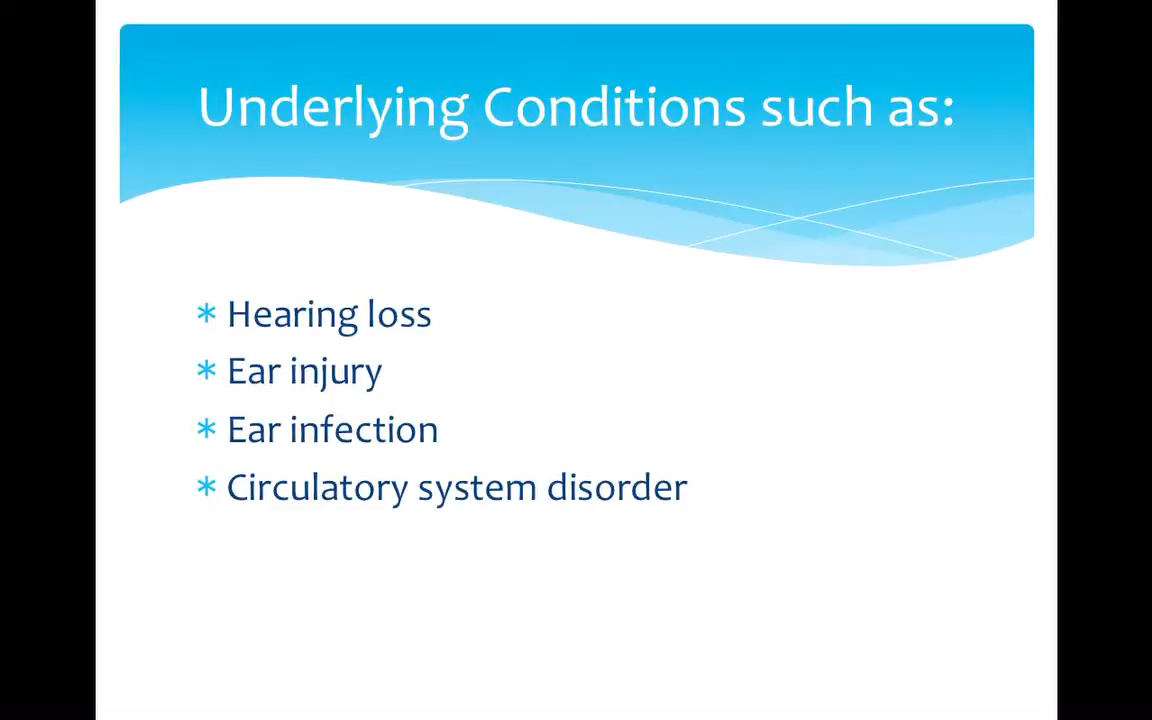 Underlying Conditions such as:
* Hearing loss
* Ear injury
* Ear infection
* Circulatory system disorder